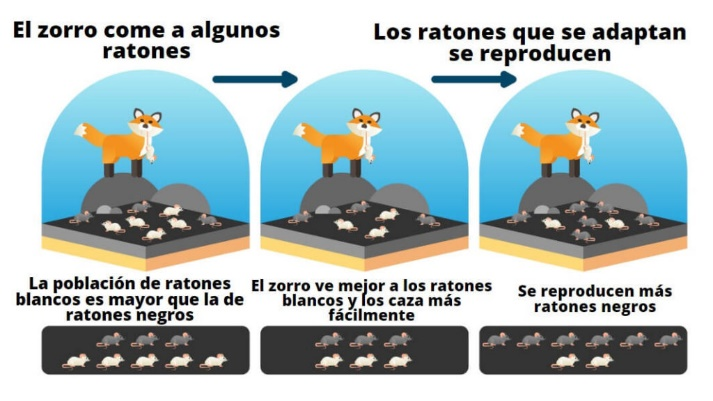 El zorro come a algunos
ratones
Los ratones que se adaptan
se reproducen
La población de ratones
blancos es mayor que la de
ratones negros
El zorro ve mejor a los ratones
blancos y los caza más
fácilmente
Se reproducen más
ratones negros